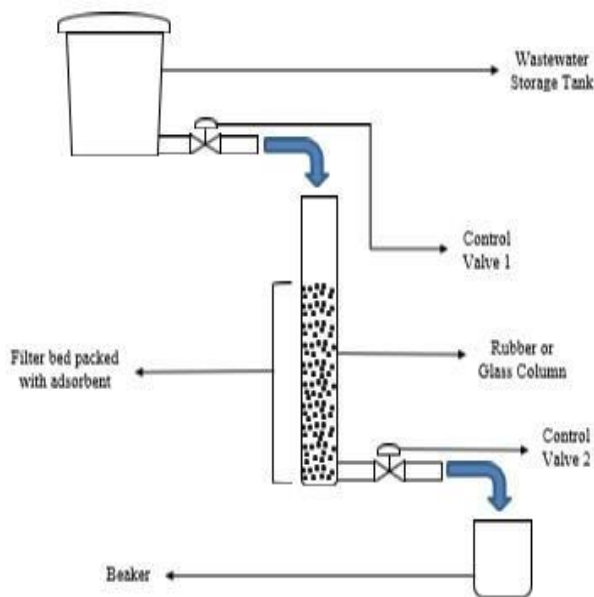 Wastewater
Storage Tank
Control
Valve 1
Filter bed packed
with adsorbent
Rubber or
Glass Column
Control
Valve 2
Beaker